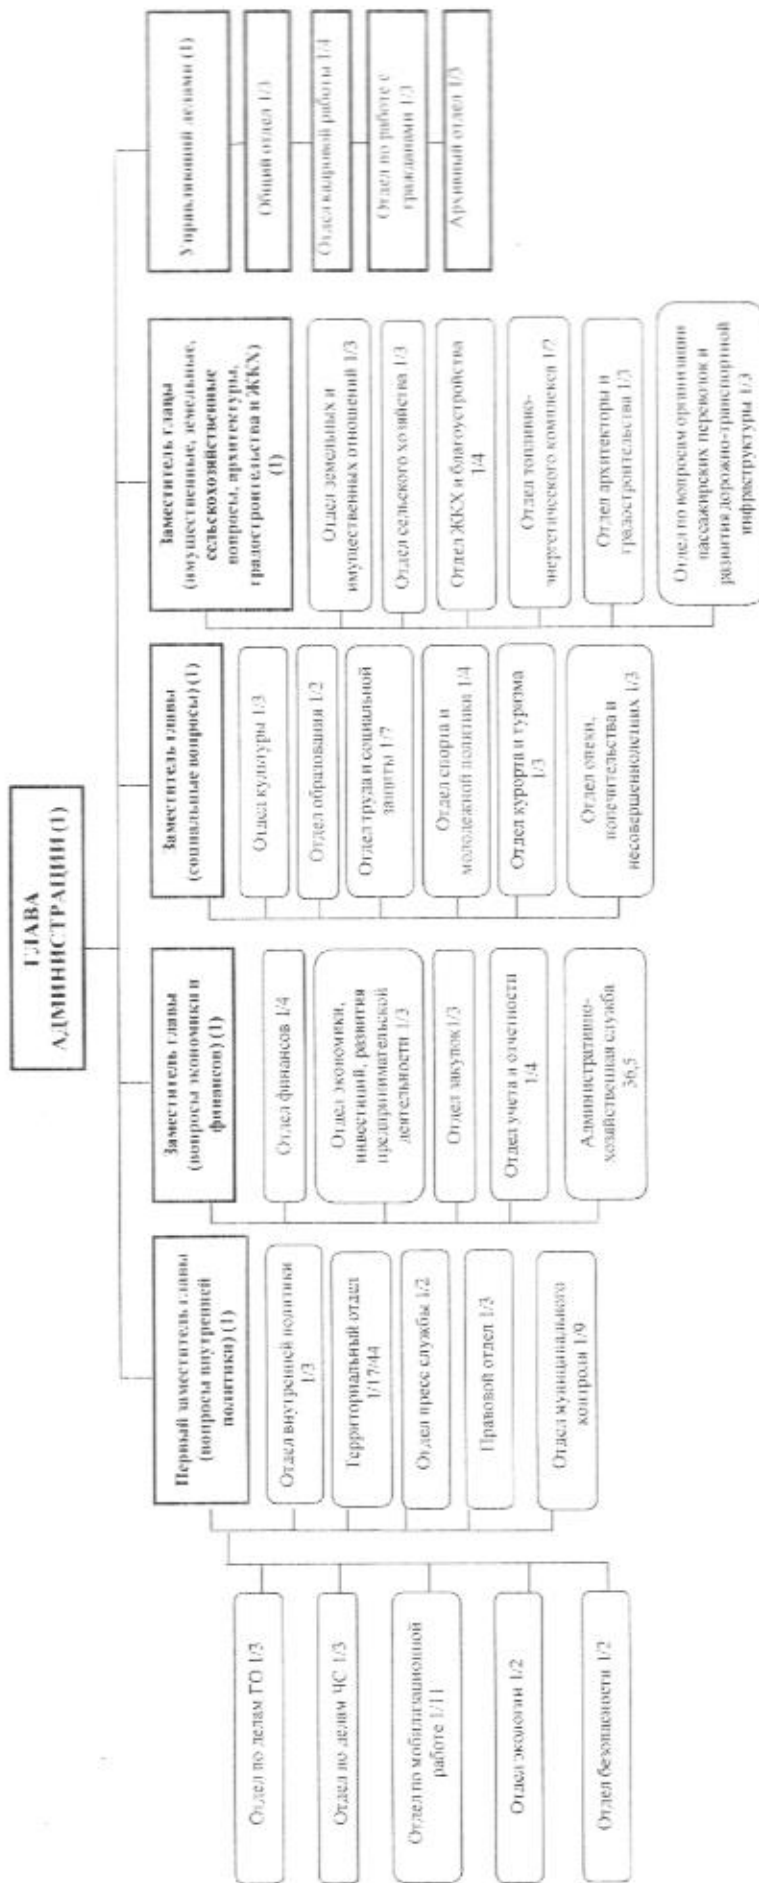 ГЛАВА
АДМИНИСТРАЦИИ (1)
Первый заместитель главы
(вопросы внутренней
политики) (1)
Отдел внутренней политики
1/3
Территориальный отдел
1/17/44
Отдел пресс службы 1/2
Правовой отдел 1/3
Отдел муниципального
контроля 1/9
Отдел по делам ГО 1/3
Отдел по делам ЧС 1/3
Отдел по мобилизационной
работе 1/11
Отдел экологии 1/2
Отдел безопасности 1/2
Заместитель главы
(вопросы экономики и
финансов) (1)
Отдел финансов 1/4
Отдел экономики,
инвестиций, развития
предпринимательской
деятельности 1/3
Отдел закупок1/3
Отдел учета и отчетности
1/4
Административно-
хозяйственная служба
36,5
Заместитель главы
(социальные вопросы) (1)
Отдел культуры 1/3
Отдел образования 1/2
Отдел труда и социальной
защиты 1/7
Отдел спорта и
молодежной политики 1/4
Отдел курорта и туризма
1/3
Отдел опеки,
попечительства и
несовершеннолетних 1/3
Заместитель главы
(имущественные, земельные,
сельскохозяйственные
вопросы, архитектуры,
градостроительства и ЖКХ)
(1)
Отдел земельных и
имущественных отношений 1/3
Отдел сельского хозяйства 1/3
Отдел ЖКХ и благоустройства
1/4
Отдел топливно-
энергетического комплекса 1/2
Отдел архитекторы и
градостроительства 1/3
Отдел по вопросам организации
пассажирских перевозок и
развития дорожно-транспортной
инфраструктуры 1/3
Управляющий делами (1)
Общий отдел 1/3
Отдел кадровой работы 1/4
Отдел по работе с
гражданами 1/3
Архивный отдел 1/3